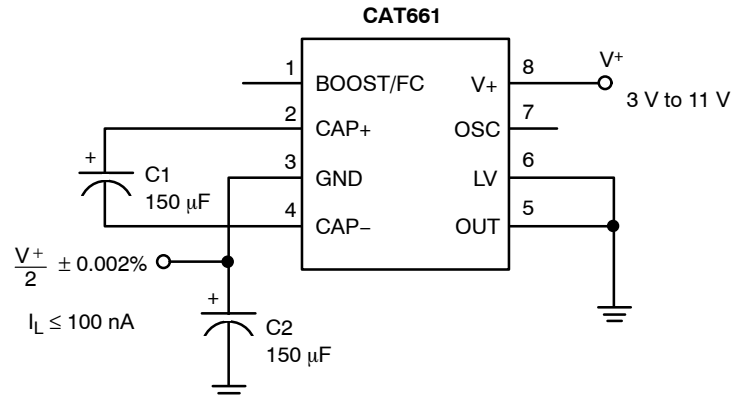 CAT661
1 BOOST/FC V+ 8 V+
3 V to 11 V
2 CAP+ OSC 7
+ C1
150 μF
3 GND LV 6
4 CAP− OUT 5
V+
2
± 0.002%
I_L ≤ 100 nA
+ C2
150 μF